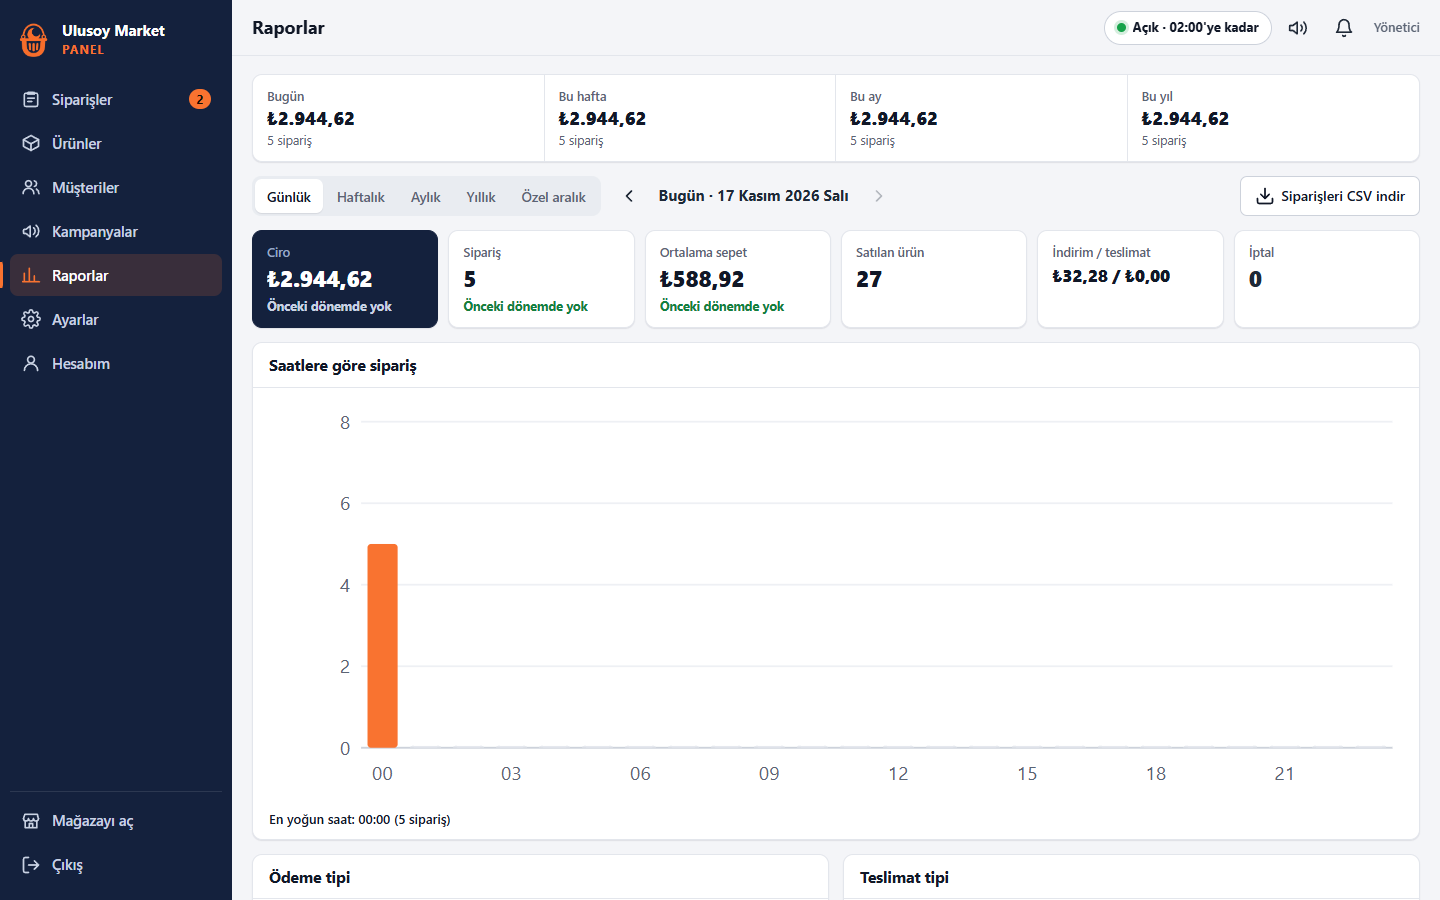 Ulusoy Market
PANEL
Siparişler 2
Ürünler
Müşteriler
Kampanyalar
Raporlar
Ayarlar
Hesabım
Mağazayı aç
Çıkış
Raporlar
Açık · 02:00'ye kadar
Yönetici
Bugün
₺2.944,62
5 sipariş
Bu hafta
₺2.944,62
5 sipariş
Bu ay
₺2.944,62
5 sipariş
Bu yıl
₺2.944,62
5 sipariş
Günlük Haftalık Aylık Yıllık Özel aralık
Bugün · 17 Kasım 2026 Salı
Siparişleri CSV indir
Ciro
₺2.944,62
Önceki dönemde yok
Sipariş
5
Önceki dönemde yok
Ortalama sepet
₺588,92
Önceki dönemde yok
Satılan ürün
27
İndirim / teslimat
₺32,28 / ₺0,00
İptal
0
Saatlere göre sipariş
8
6
4
2
0
00 03 06 09 12 15 18 21
En yoğun saat: 00:00 (5 sipariş)
Ödeme tipi
Teslimat tipi